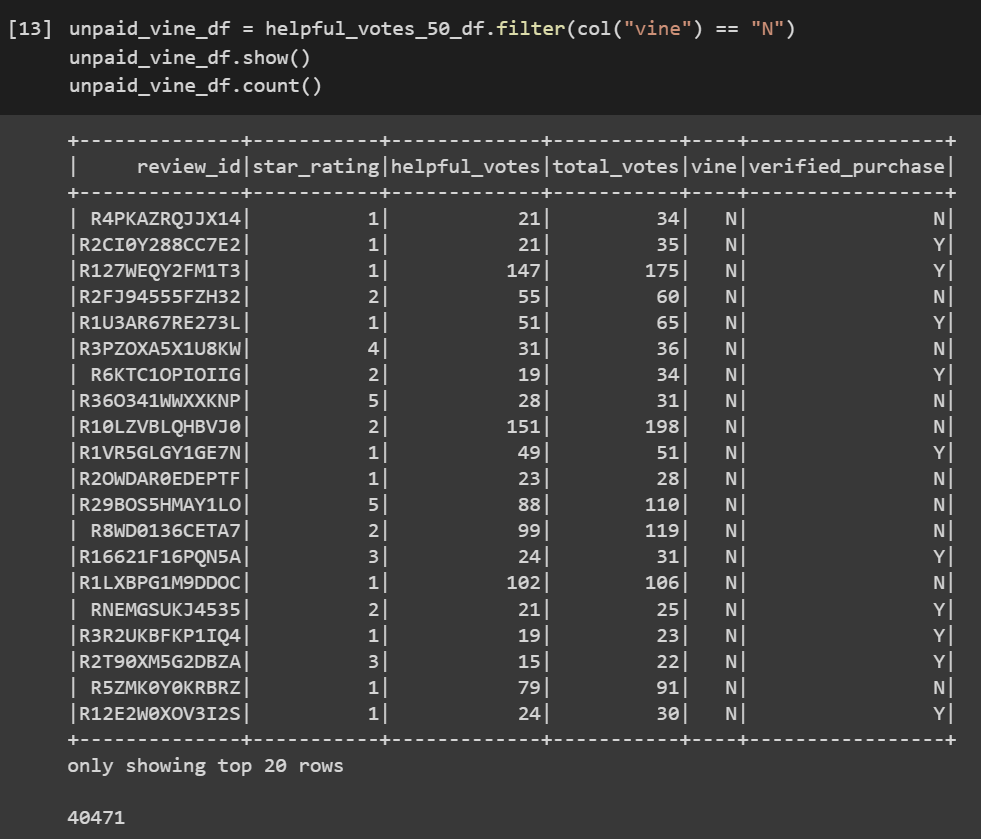 [13] unpaid_vine_df = helpful_votes_50_df.filter(col("vine") == "N")
unpaid_vine_df.show()
unpaid_vine_df.count()
+--------------+-----------+-------------+-----------+----+-----------------+
|     review_id|star_rating|helpful_votes|total_votes|vine|verified_purchase|
+--------------+-----------+-------------+-----------+----+-----------------+
| R4PKAZRQJJX14|          1|           21|         34|   N|                N|
|R2CI0Y288CC7E2|          1|           21|         35|   N|                Y|
|R127WEQY2FM1T3|          1|          147|        175|   N|                Y|
|R2FJ94555FZH32|          2|           55|         60|   N|                N|
|R1U3AR67RE273L|          1|           51|         65|   N|                Y|
|R3PZOXA5X1U8KW|          4|           31|         36|   N|                N|
| R6KTC1OPIOIIG|          2|           19|         34|   N|                Y|
|R36O341WWXXKNP|          5|           28|         31|   N|                N|
|R10LZVBLQHBVJ0|          2|          151|        198|   N|                N|
|R1VR5GLGY1GE7N|          1|           49|         51|   N|                Y|
|R2OWDAR0EDEPTF|          1|           23|         28|   N|                N|
|R29BOS5HMAY1LO|          5|           88|        110|   N|                N|
| R8WD0136CETA7|          2|           99|        119|   N|                N|
|R16621F16PQN5A|          3|           24|         31|   N|                Y|
|R1LXBPG1M9DDOC|          1|          102|        106|   N|                N|
| RNEMGSUKJ4535|          2|           21|         25|   N|                Y|
|R3R2UKBFKP1IQ4|          1|           19|         23|   N|                Y|
|R2T90XM5G2DBZA|          3|           15|         22|   N|                Y|
| R5ZMK0Y0KRBRZ|          1|           79|         91|   N|                N|
|R12E2W0XOV3I2S|          1|           24|         30|   N|                Y|
+--------------+-----------+-------------+-----------+----+-----------------+
only showing top 20 rows
40471